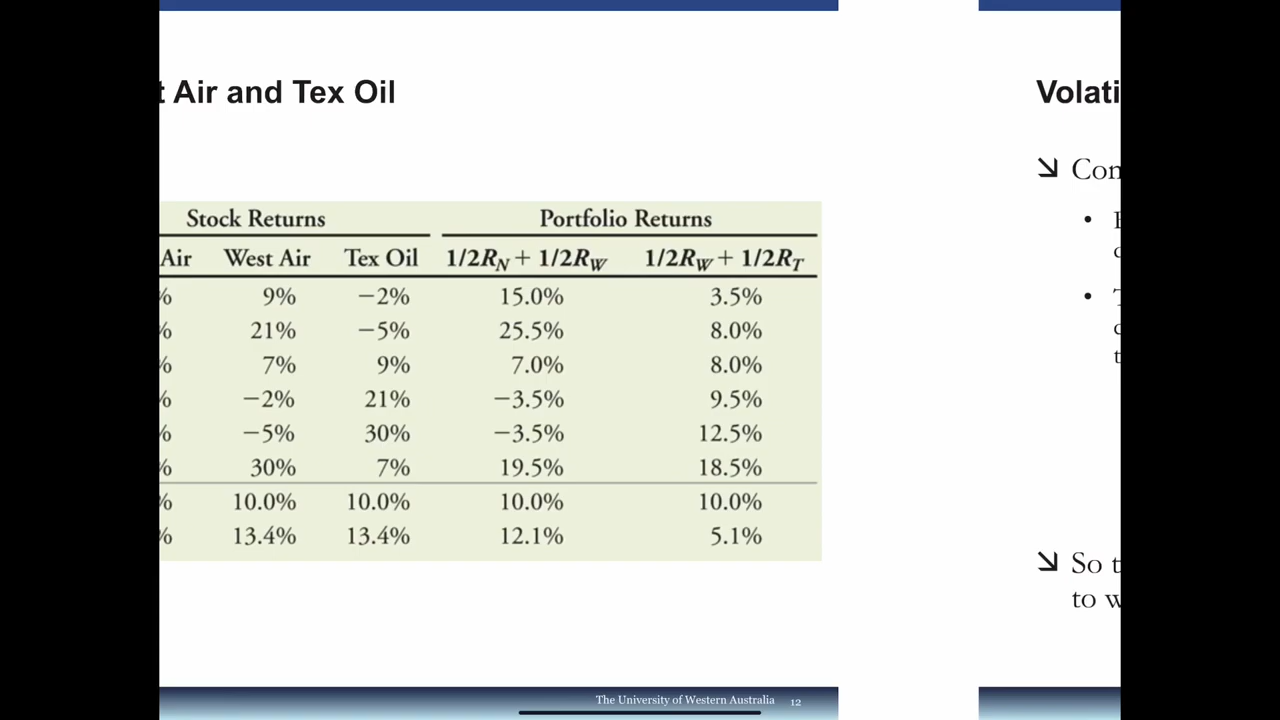 t Air and Tex Oil
Stock Returns Portfolio Returns
Air West Air Tex Oil 1/2R_N + 1/2R_W 1/2R_W + 1/2R_T
% 9% −2% 15.0% 3.5%
% 21% −5% 25.5% 8.0%
% 7% 9% 7.0% 8.0%
% −2% 21% −3.5% 9.5%
% −5% 30% −3.5% 12.5%
% 30% 7% 19.5% 18.5%
% 10.0% 10.0% 10.0% 10.0%
% 13.4% 13.4% 12.1% 5.1%
The University of Western Australia 12
Volati
Con
So t
to w